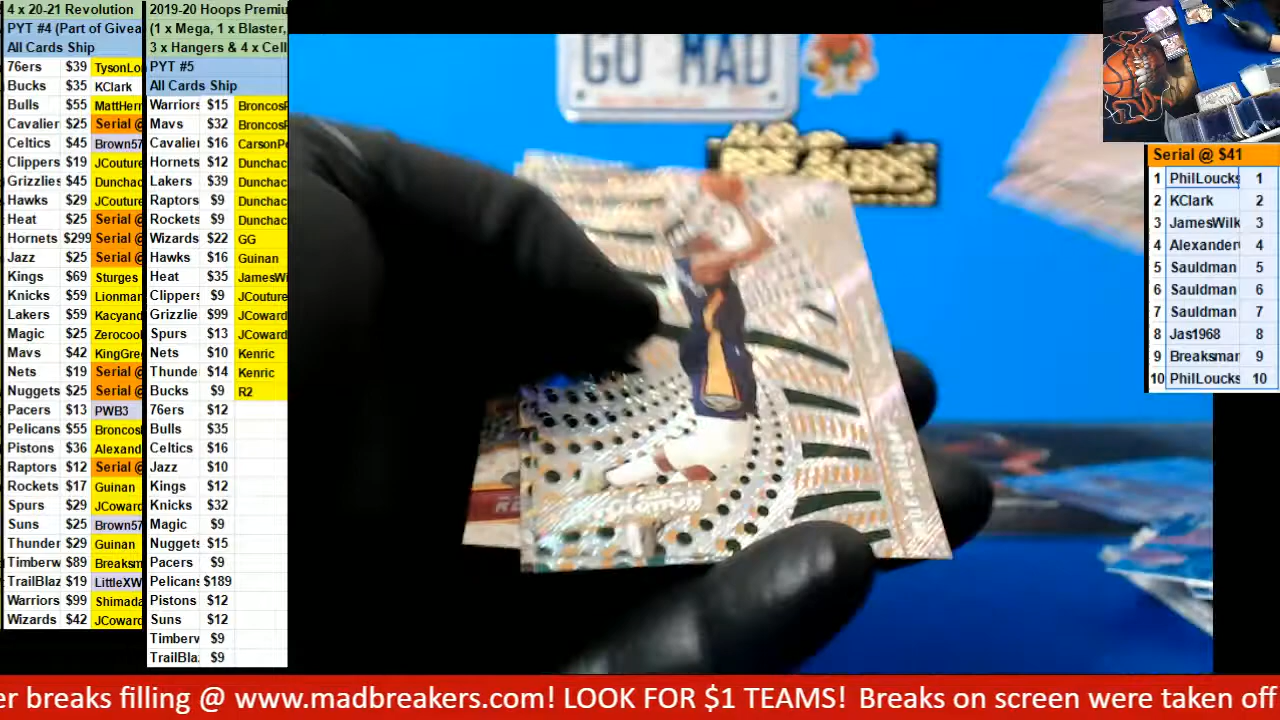 4 x 20-21 Revolution
PYT #4 (Part of Givea
All Cards Ship
76ers $39 TysonLo
Bucks $35 KClark
Bulls $55 MattHerr
Cavalier $25 Serial @
Celtics $45 Brown57
Clippers $19 JCouture
Grizzlies $45 Dunchac
Hawks $29 JCouture
Heat $25 Serial @
Hornets $299 Serial @
Jazz $25 Serial @
Kings $69 Sturges
Knicks $59 Lionman
Lakers $59 Kacyand
Magic $25 Zerocool
Mavs $42 KingGre
Nets $19 Serial @
Nuggets $25 Serial @
Pacers $13 PWB3
Pelicans $55 Broncos
Pistons $36 Alexand
Raptors $12 Serial @
Rockets $17 Guinan
Spurs $29 JCoward
Suns $25 Brown57
Thunder $29 Guinan
Timberw $89 Breaksm
TrailBlaz $19 LittleXW
Warriors $99 Shimada
Wizards $42 JCoward
2019-20 Hoops Premiu
(1 x Mega, 1 x Blaster,
3 x Hangers & 4 x Cell
PYT #5
All Cards Ship
Warriors $15 Broncos
Mavs $32 Broncos
Cavalier $16 CarsonPe
Hornets $12 Dunchac
Lakers $39 Dunchac
Raptors $9 Dunchac
Rockets $9 Dunchac
Wizards $22 GG
Hawks $16 Guinan
Heat $35 JamesWi
Clippers $9 JCouture
Grizzlie $99 JCoward
Spurs $13 JCoward
Nets $10 Kenric
Thunde $14 Kenric
Bucks $9 R2
76ers $12
Bulls $35
Celtics $16
Jazz $10
Kings $12
Knicks $32
Magic $9
Nuggets $15
Pacers $9
Pelicans $189
Pistons $12
Suns $12
Timberv $9
TrailBla $9
GO MAD
Serial @ $41
1 PhilLoucks 1
2 KClark 2
3 JamesWilk 3
4 Alexander 4
5 Sauldman 5
6 Sauldman 6
7 Sauldman 7
8 Jas1968 8
9 Breaksmar 9
10 PhilLoucks 10
er breaks filling @ www.madbreakers.com! LOOK FOR $1 TEAMS! Breaks on screen were taken off